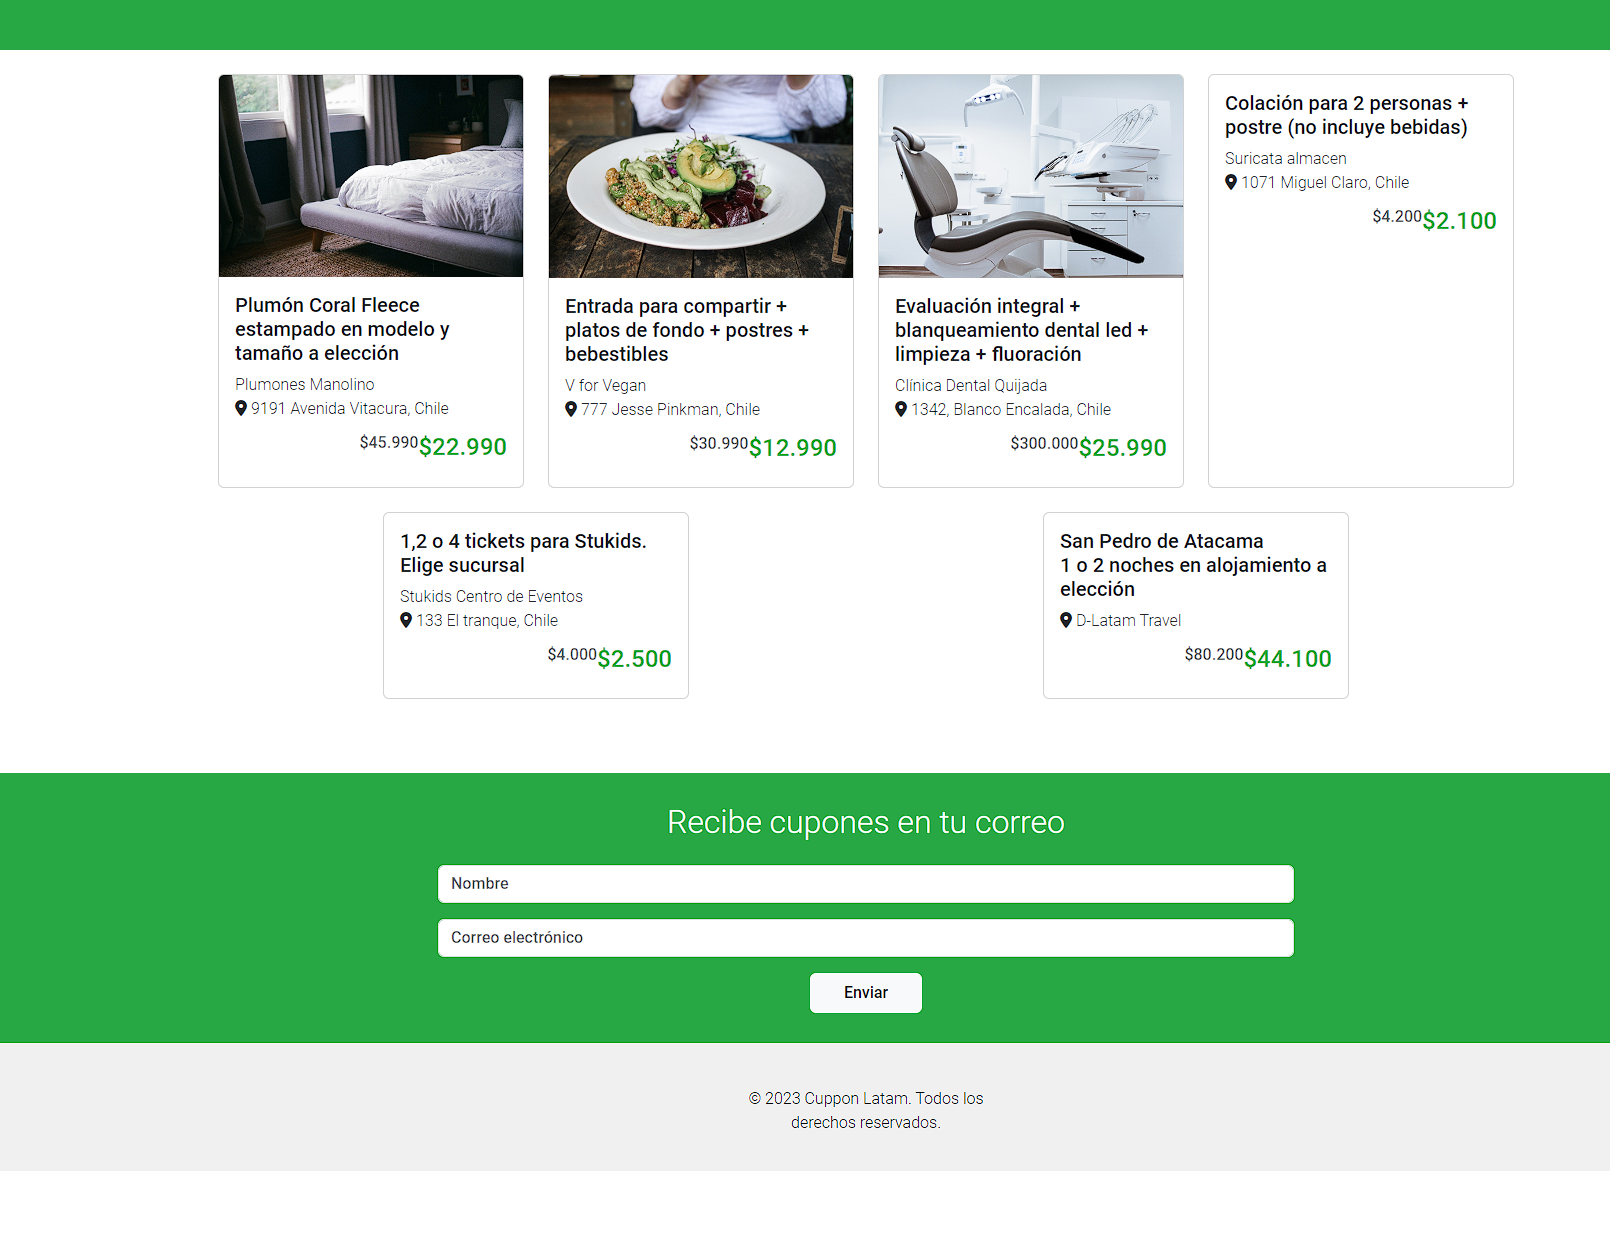 Plumón Coral Fleece
estampado en modelo y
tamaño a elección
Plumones Manolino
9191 Avenida Vitacura, Chile
$45.990$22.990
Entrada para compartir +
platos de fondo + postres +
bebestibles
V for Vegan
777 Jesse Pinkman, Chile
$30.990$12.990
Evaluación integral +
blanqueamiento dental led +
limpieza + fluoración
Clínica Dental Quijada
1342, Blanco Encalada, Chile
$300.000$25.990
Colación para 2 personas +
postre (no incluye bebidas)
Suricata almacen
1071 Miguel Claro, Chile
$4.200$2.100
1,2 o 4 tickets para Stukids.
Elige sucursal
Stukids Centro de Eventos
133 El tranque, Chile
$4.000$2.500
San Pedro de Atacama
1 o 2 noches en alojamiento a
elección
D-Latam Travel
$80.200$44.100
Recibe cupones en tu correo
Nombre
Correo electrónico
Enviar
© 2023 Cuppon Latam. Todos los
derechos reservados.